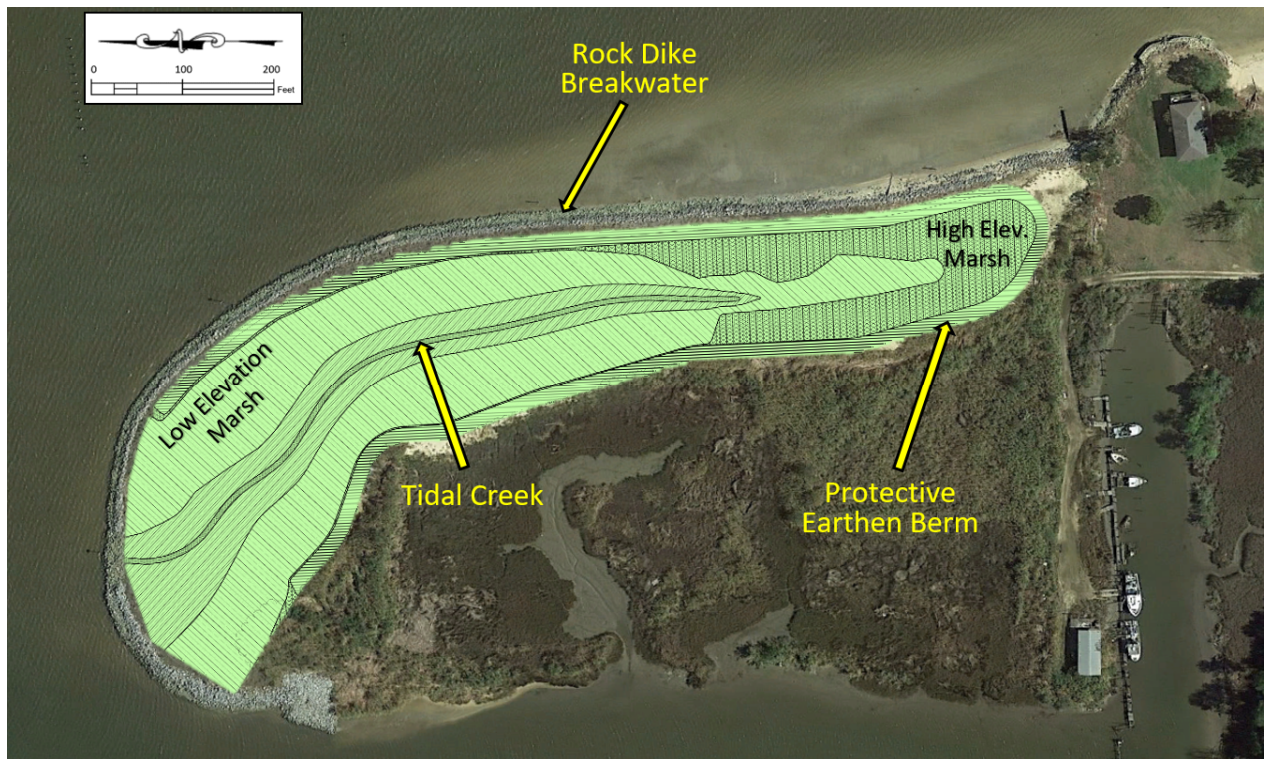 0 100 200
Feet
Rock Dike
Breakwater
High Elev.
Marsh
Low Elevation
Marsh
Tidal Creek
Protective
Earthen Berm